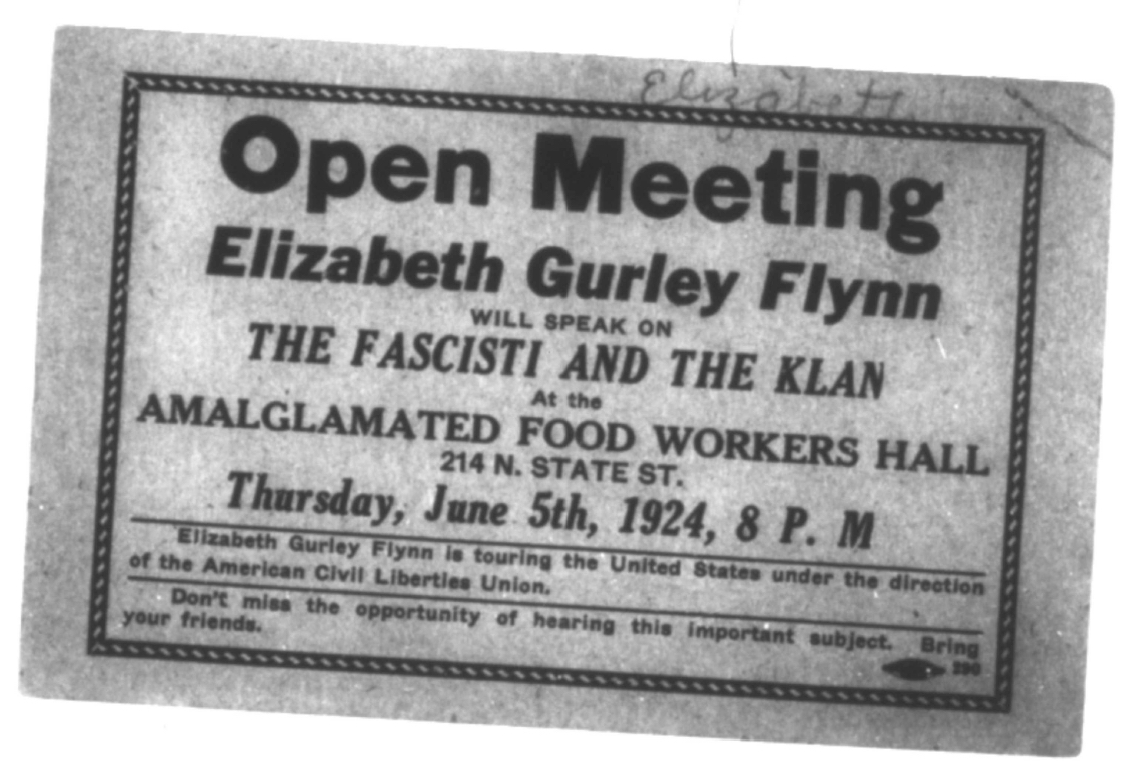 Elizabeth
Open Meeting
Elizabeth Gurley Flynn
WILL SPEAK ON
THE FASCISTI AND THE KLAN
At the
AMALGLAMATED FOOD WORKERS HALL
214 N. STATE ST.
Thursday, June 5th, 1924, 8 P. M
Elizabeth Gurley Flynn is touring the United States under the direction
of the American Civil Liberties Union.
Don't miss the opportunity of hearing this important subject. Bring
your friends.